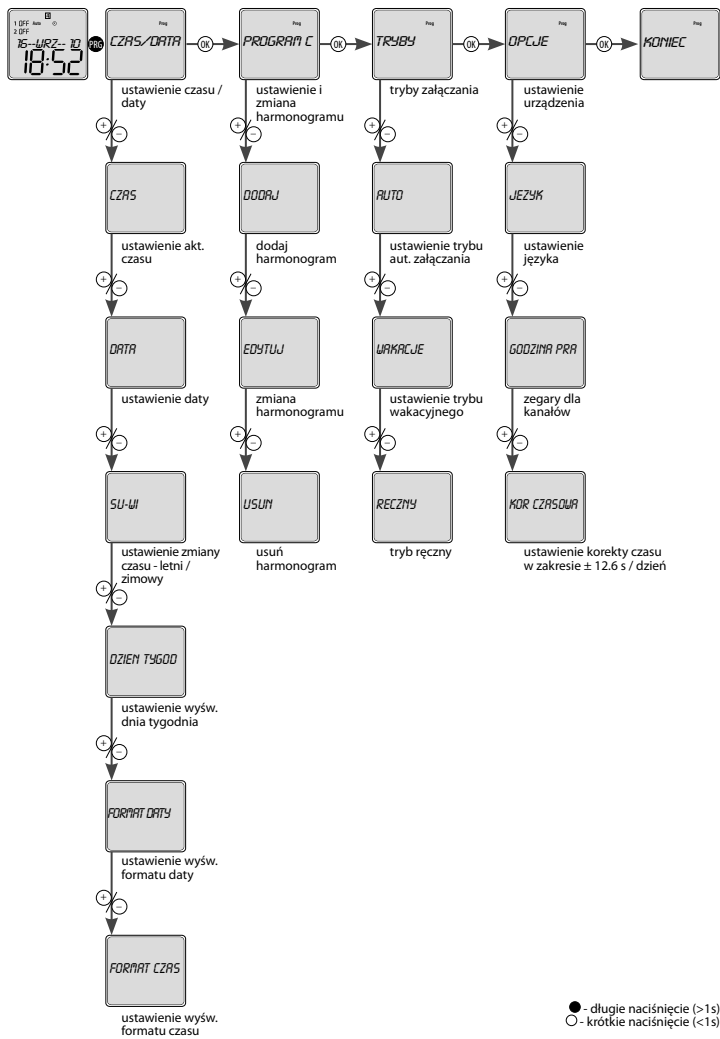 1 OFF Auto
2 OFF
16--WRZ-- 10
18:52
PRG
Prog
CZAS/DATA
OK
Prog
PROGRAM C
OK
Prog
TRYBY
OK
Prog
OPCJE
OK
Prog
KONIEC
ustawienie czasu /
daty
ustawienie i
zmiana
harmonogramu
tryby załączania
ustawienie
urządzenia
+ −
+ −
+ −
+ −
CZAS
DODAJ
AUTO
JEZYK
ustawienie akt.
czasu
dodaj
harmonogram
ustawienie trybu
aut. załączania
ustawienie
języka
+ −
+ −
+ −
+ −
DATA
EDYTUJ
WAKACJE
GODZINA PRA
ustawienie daty
zmiana
harmonogramu
ustawienie trybu
wakacyjnego
zegary dla
kanałów
+ −
+ −
+ −
+ −
SU-WI
USUN
RECZNY
KOR CZASOWA
ustawienie zmiany
czasu - letni /
zimowy
usuń
harmonogram
tryb ręczny
ustawienie korekty czasu
w zakresie ± 12.6 s / dzień
+ −
DZIEN TYGOD
ustawienie wyśw.
dnia tygodnia
+ −
FORMAT DATY
ustawienie wyśw.
formatu daty
+ −
FORMAT CZAS
ustawienie wyśw.
formatu czasu
- długie naciśnięcie (>1s)
- krótkie naciśnięcie (<1s)